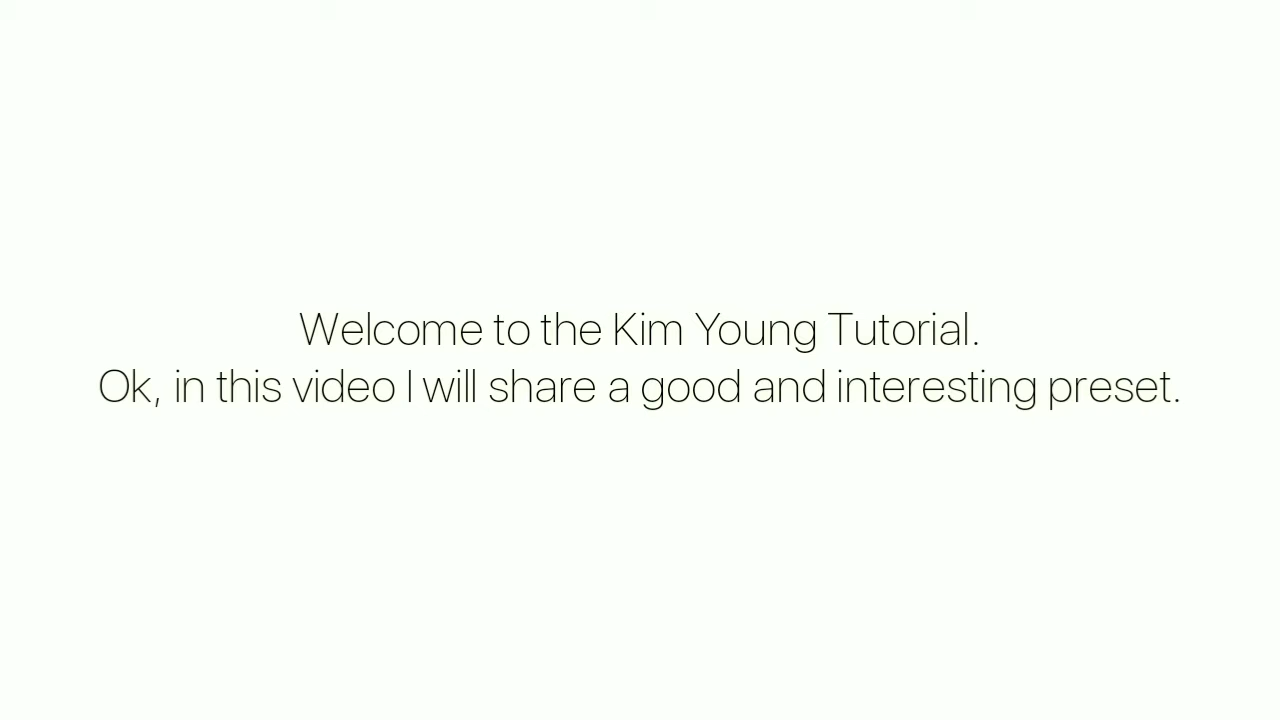 Welcome to the Kim Young Tutorial.
Ok, in this video I will share a good and interesting preset.